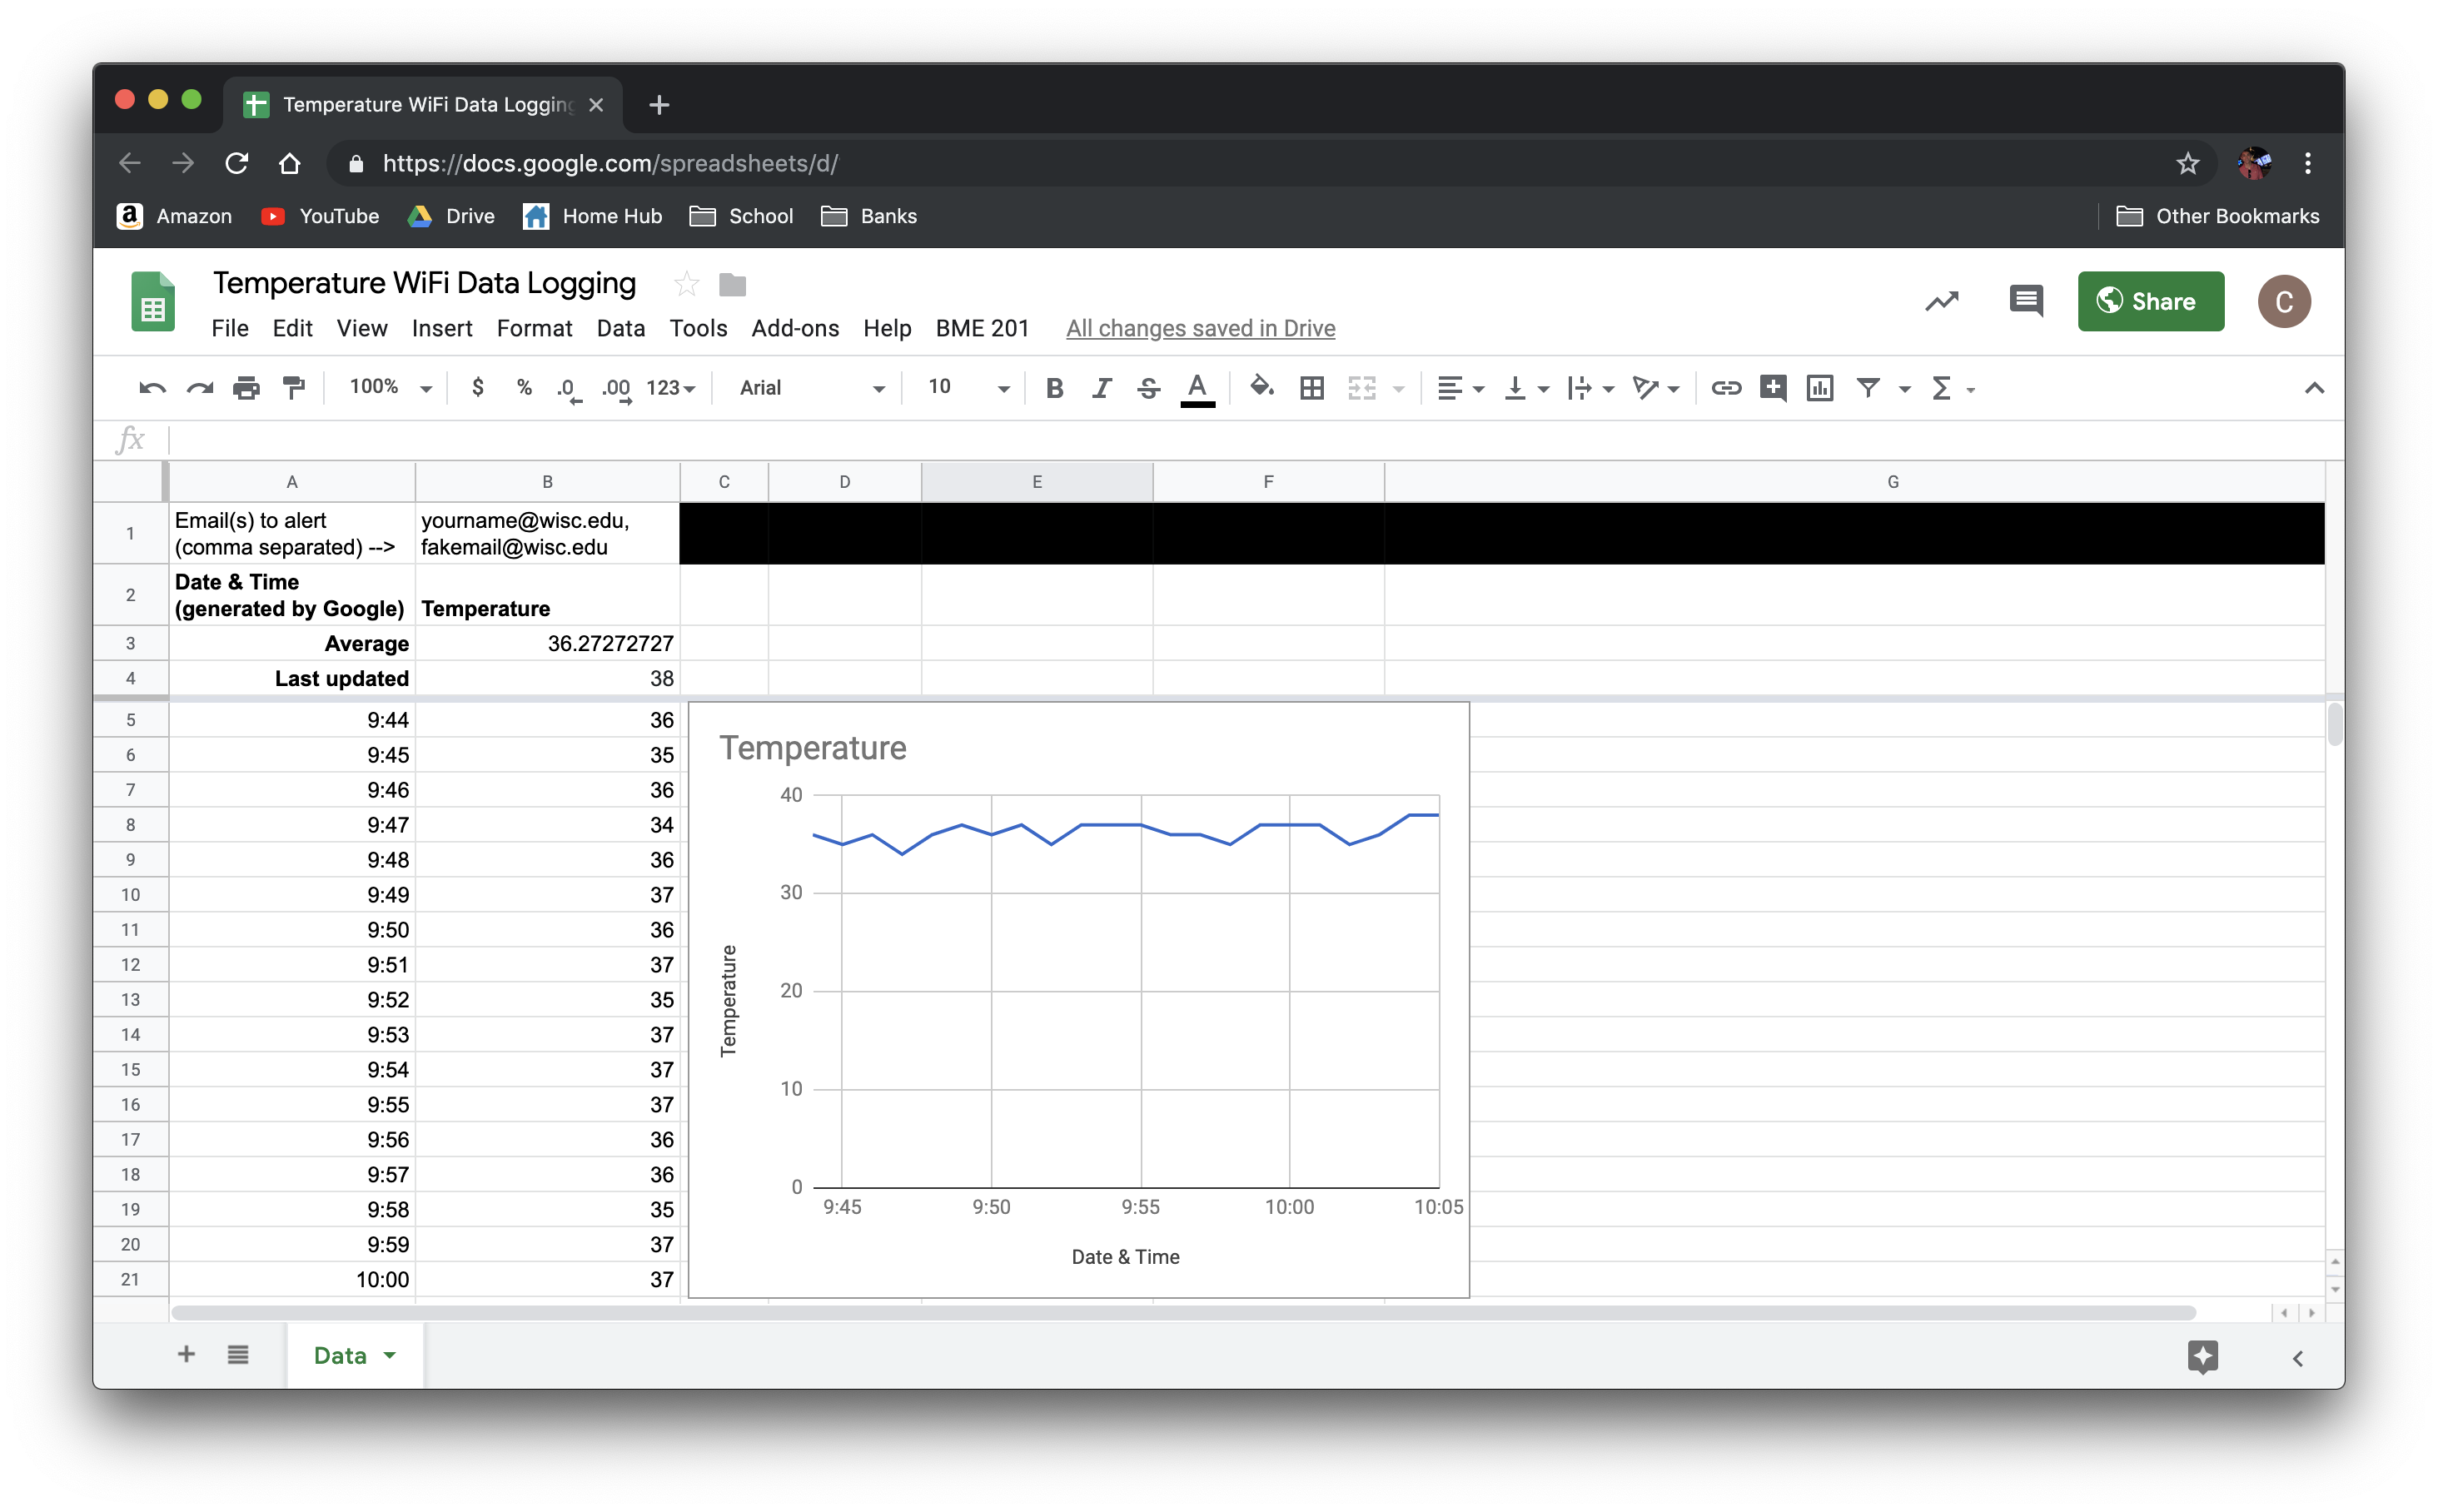 Temperature WiFi Data Logging
https://docs.google.com/spreadsheets/d/
Amazon YouTube Drive Home Hub School Banks Other Bookmarks
Temperature WiFi Data Logging
Share C
File Edit View Insert Format Data Tools Add-ons Help BME 201 All changes saved in Drive
100% $ % .0 .00 123 Arial 10 B I S A Σ
fx
A B C D E F G
1 Email(s) to alert (comma separated) --> yourname@wisc.edu, fakemail@wisc.edu
2 Date & Time (generated by Google) Temperature
3 Average 36.27272727
4 Last updated 38
5 9:44 36
6 9:45 35
7 9:46 36
8 9:47 34
9 9:48 36
10 9:49 37
11 9:50 36
12 9:51 37
13 9:52 35
14 9:53 37
15 9:54 37
16 9:55 37
17 9:56 36
18 9:57 36
19 9:58 35
20 9:59 37
21 10:00 37
Temperature
40
30
20
10
0
Temperature
9:45 9:50 9:55 10:00 10:05
Date & Time
Data